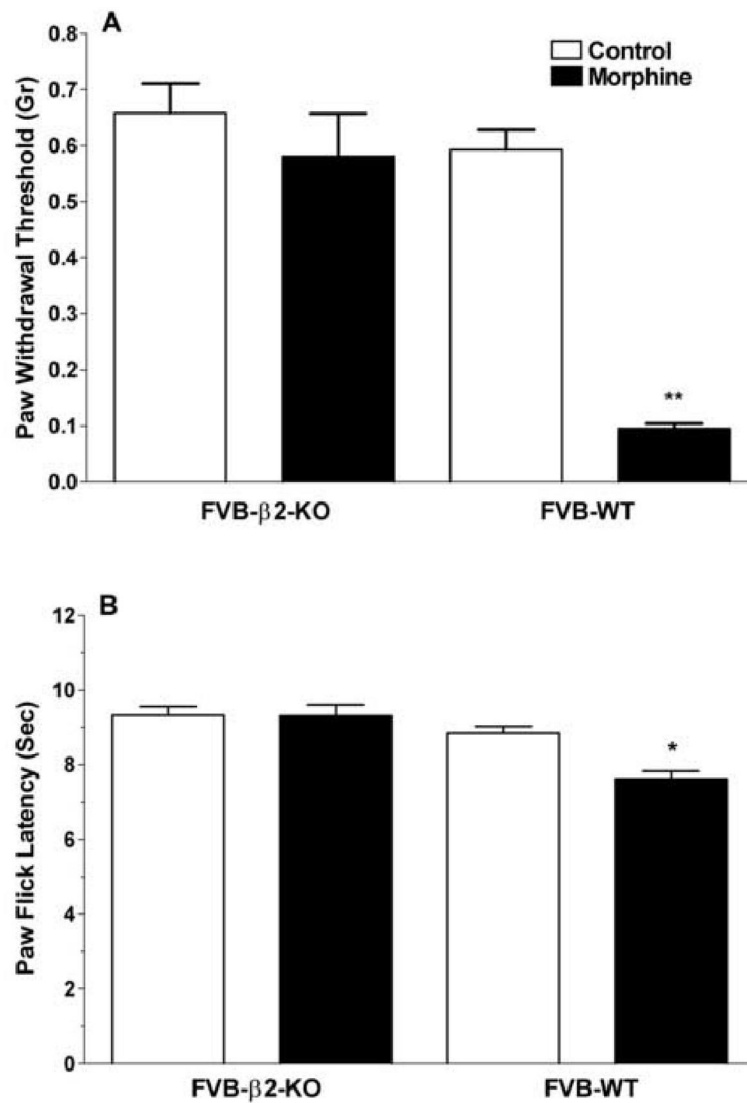 A
Control
Morphine
Paw Withdrawal Threshold (Gr)
0.8
0.7
0.6
0.5
0.4
0.3
0.2
0.1
0.0
**
FVB-β2-KO
FVB-WT
B
Paw Flick Latency (Sec)
12
10
8
6
4
2
0
*
FVB-β2-KO
FVB-WT